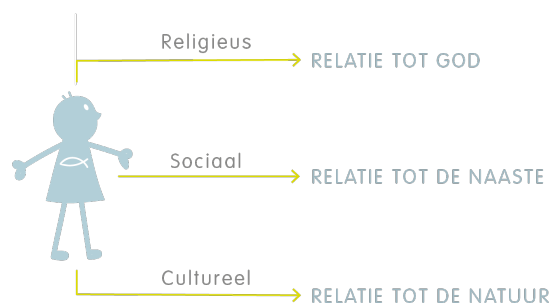 Religieus
RELATIE TOT GOD
Sociaal
RELATIE TOT DE NAASTE
Cultureel
RELATIE TOT DE NATUUR